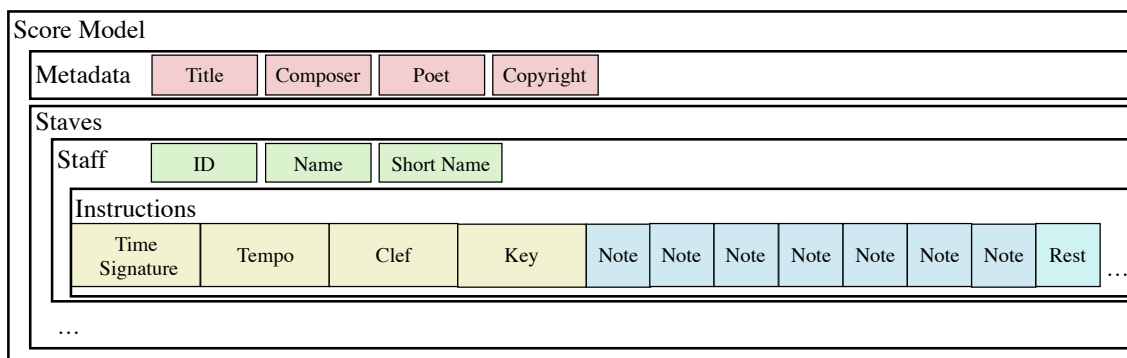 Score Model
Metadata Title Composer Poet Copyright
Staves
Staff ID Name Short Name
Instructions
Time
Signature Tempo Clef Key Note Note Note Note Note Note Note Rest …
…